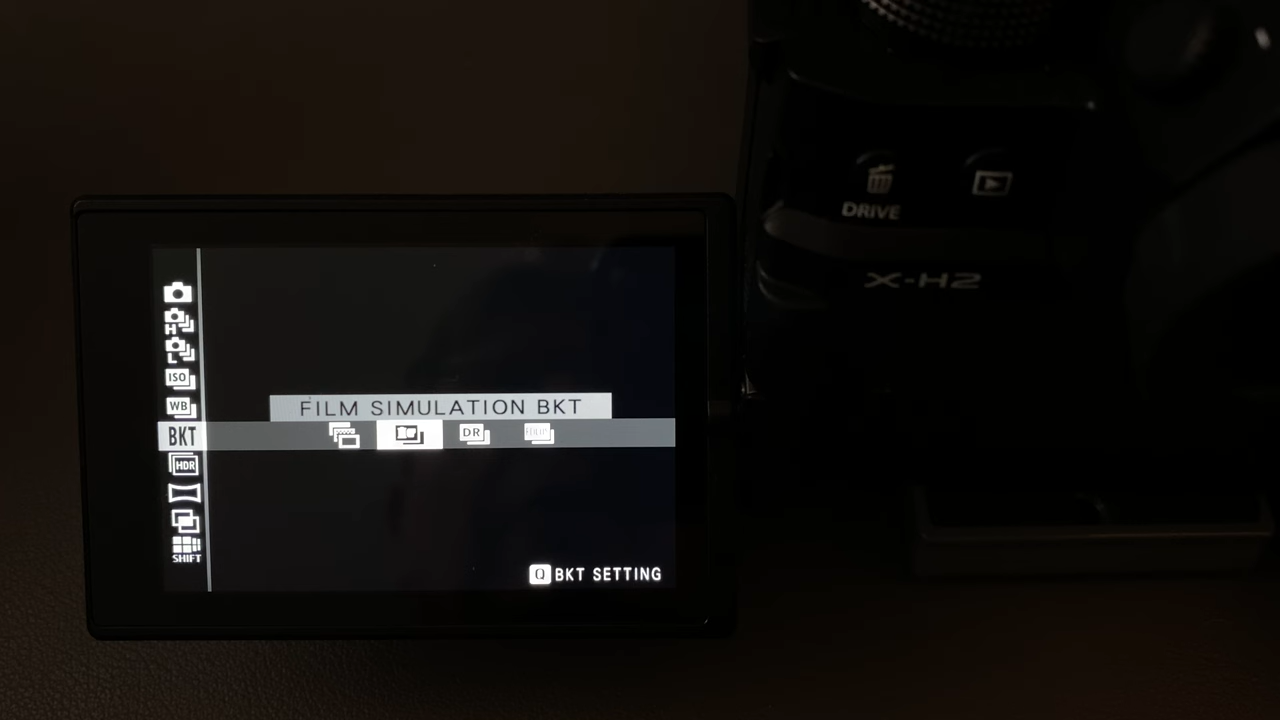 DRIVE
X-H2
H
L
ISO
WB
FILM SIMULATION BKT
BKT
DR
HDR
SHIFT
Q BKT SETTING